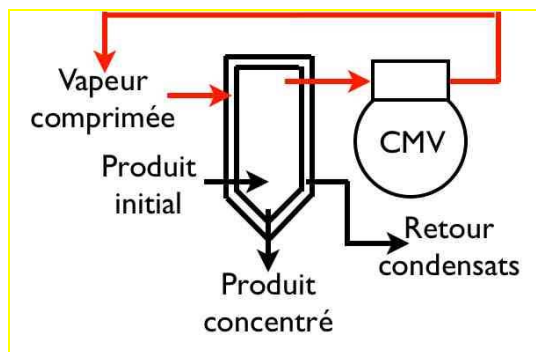 Vapeur
comprimée
CMV
Produit
initial
Retour
condensats
Produit
concentré